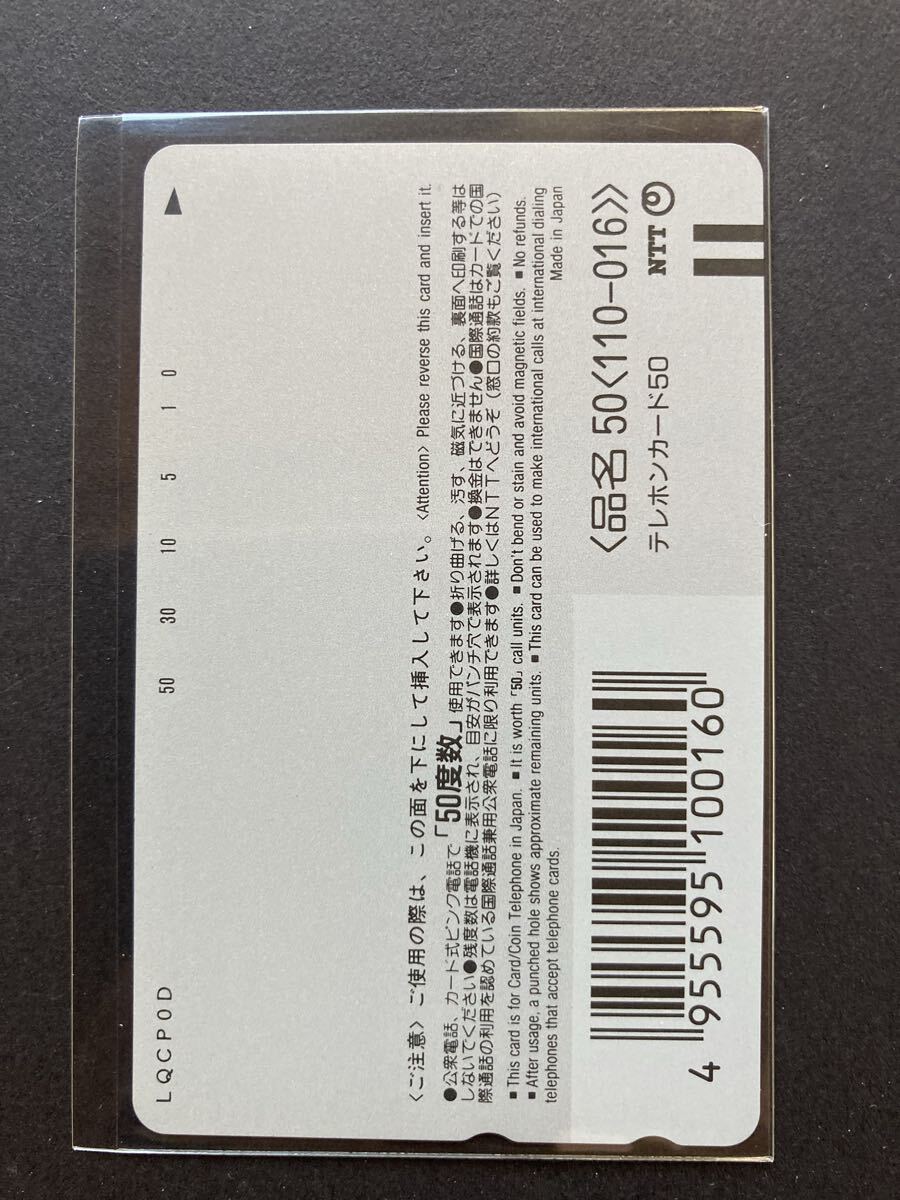 LQCP0D
50 30 10 5 1 0
〈ご注意〉ご使用の際は、この面を下にして挿入して下さい。〈Attention〉Please reverse this card and insert it.
●公衆電話、カード式ピンク電話で「50度数」使用できます●折り曲げる、汚す、磁気に近づける、裏面へ印刷する等は
しないでください●残度数は電話機に表示され、目安がパンチ穴で表示されます●換金はできません●国際通話はカードでの国
際通話の利用を認めている国際通話兼用公衆電話に限り利用できます●詳しくはNTTへどうぞ（窓口の約款もご覧ください）
■This card is for Card/Coin Telephone in Japan. ■It is worth「50」call units. ■Don't bend or stain and avoid magnetic fields. ■No refunds.
■After usage, a punched hole shows approximate remaining units. ■This card can be used to make international calls at international dialing
telephones that accept telephone cards.
Made in Japan
〈品名 50〈110-016〉〉
テレホンカード50
NTT
4 955595 100160